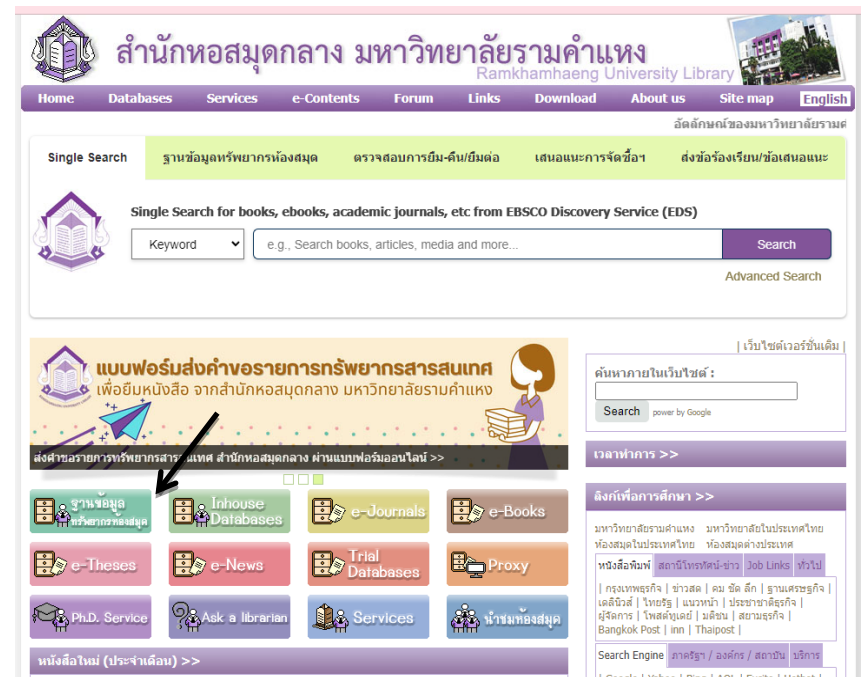 สำนักหอสมุดกลาง มหาวิทยาลัยรามคำแหง
Ramkhamhaeng University Library
Home Databases Services e-Contents Forum Links Download About us Site map English
อัตลักษณ์ของมหาวิทยาลัยรามค
Single Search ฐานข้อมูลทรัพยากรห้องสมุด ตรวจสอบการยืม-คืน/ยืมต่อ เสนอแนะการจัดซื้อฯ ส่งข้อร้องเรียน/ข้อเสนอแนะ
Single Search for books, ebooks, academic journals, etc from EBSCO Discovery Service (EDS)
Keyword e.g., Search books, articles, media and more... Search
Advanced Search
| เว็บไซต์เวอร์ชั่นเดิม |
แบบฟอร์มส่งคำขอรายการทรัพยากรสารสนเทศ
เพื่อยืมหนังสือ จากสำนักหอสมุดกลาง มหาวิทยาลัยรามคำแหง
ส่งคำขอรายการทรัพยากรสารสนเทศ สำนักหอสมุดกลาง ผ่านแบบฟอร์มออนไลน์ >>
ค้นหาภายในเว็บไซต์ :
Search power by Google
เวลาทำการ >>
ฐานข้อมูล
ทรัพยากรห้องสมุด
Inhouse
Databases
e-Journals
e-Books
e-Theses
e-News
Trial
Databases
Proxy
Ph.D. Service
Ask a librarian
Services
นำชมห้องสมุด
หนังสือใหม่ (ประจำเดือน) >>
ลิงก์เพื่อการศึกษา >>
มหาวิทยาลัยรามคำแหง มหาวิทยาลัยในประเทศไทย
ห้องสมุดในประเทศไทย ห้องสมุดต่างประเทศ
หนังสือพิมพ์ สถานีโทรทัศน์-ข่าว Job Links ทั่วไป
| กรุงเทพธุรกิจ | ข่าวสด | คม ชัด ลึก | ฐานเศรษฐกิจ |
เดลินิวส์ | ไทยรัฐ | แนวหน้า | ประชาชาติธุรกิจ |
ผู้จัดการ | โพสต์ทูเดย์ | มติชน | สยามธุรกิจ |
Bangkok Post | inn | Thaipost |
Search Engine ภาครัฐฯ / องค์กร / สถาบัน บริการ
| Google | Yahoo | Bing | AOL | Excite | Hotbot |